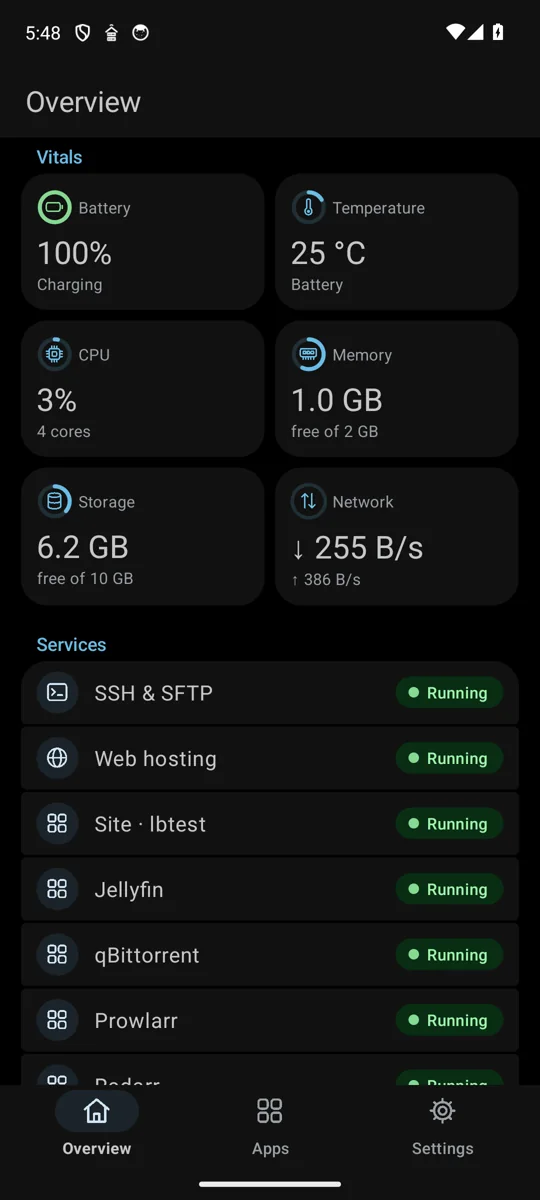 5:48
Overview
Vitals
Battery
100%
Charging
Temperature
25 °C
Battery
CPU
3%
4 cores
Memory
1.0 GB
free of 2 GB
Storage
6.2 GB
free of 10 GB
Network
↓ 255 B/s
↑ 386 B/s
Services
SSH & SFTP
Running
Web hosting
Running
Site · lbtest
Running
Jellyfin
Running
qBittorrent
Running
Prowlarr
Running
Running
Overview
Apps
Settings